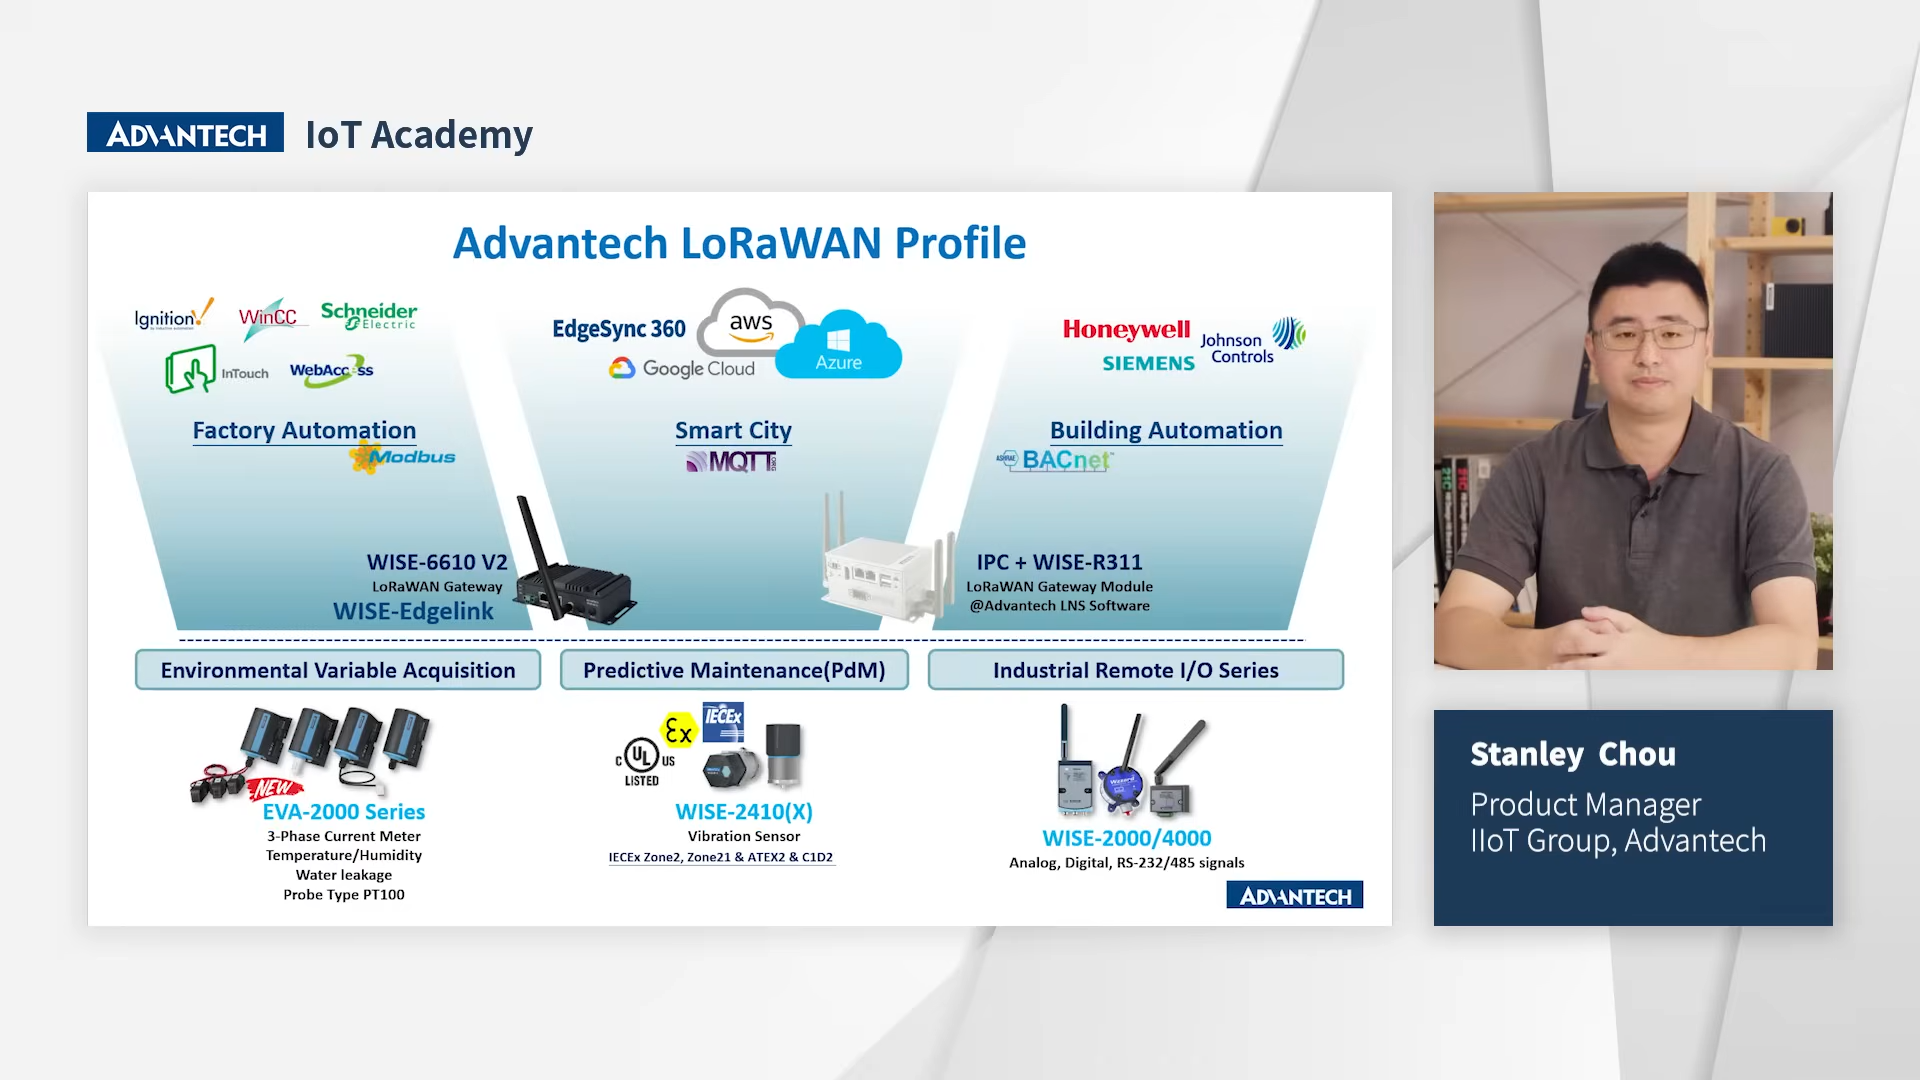 ADVANTECH IoT Academy
Advantech LoRaWAN Profile
Ignition!
WinCC
Schneider
Electric
InTouch
WebAccess
EdgeSync 360
aws
Google Cloud
Azure
Honeywell
Johnson
Controls
SIEMENS
Factory Automation
Modbus
Smart City
MQTT
ORG
Building Automation
ASHRAE BACnet™
WISE-6610 V2
LoRaWAN Gateway
WISE-Edgelink
IPC + WISE-R311
LoRaWAN Gateway Module
@Advantech LNS Software
Environmental Variable Acquisition
Predictive Maintenance(PdM)
Industrial Remote I/O Series
NEW
EVA-2000 Series
3-Phase Current Meter
Temperature/Humidity
Water leakage
Probe Type PT100
IECEx
Ex
C UL US
LISTED
WISE-2410(X)
Vibration Sensor
IECEx Zone2, Zone21 & ATEX2 & C1D2
WISE-2000/4000
Analog, Digital, RS-232/485 signals
ADVANTECH
Stanley Chou
Product Manager
IIoT Group, Advantech